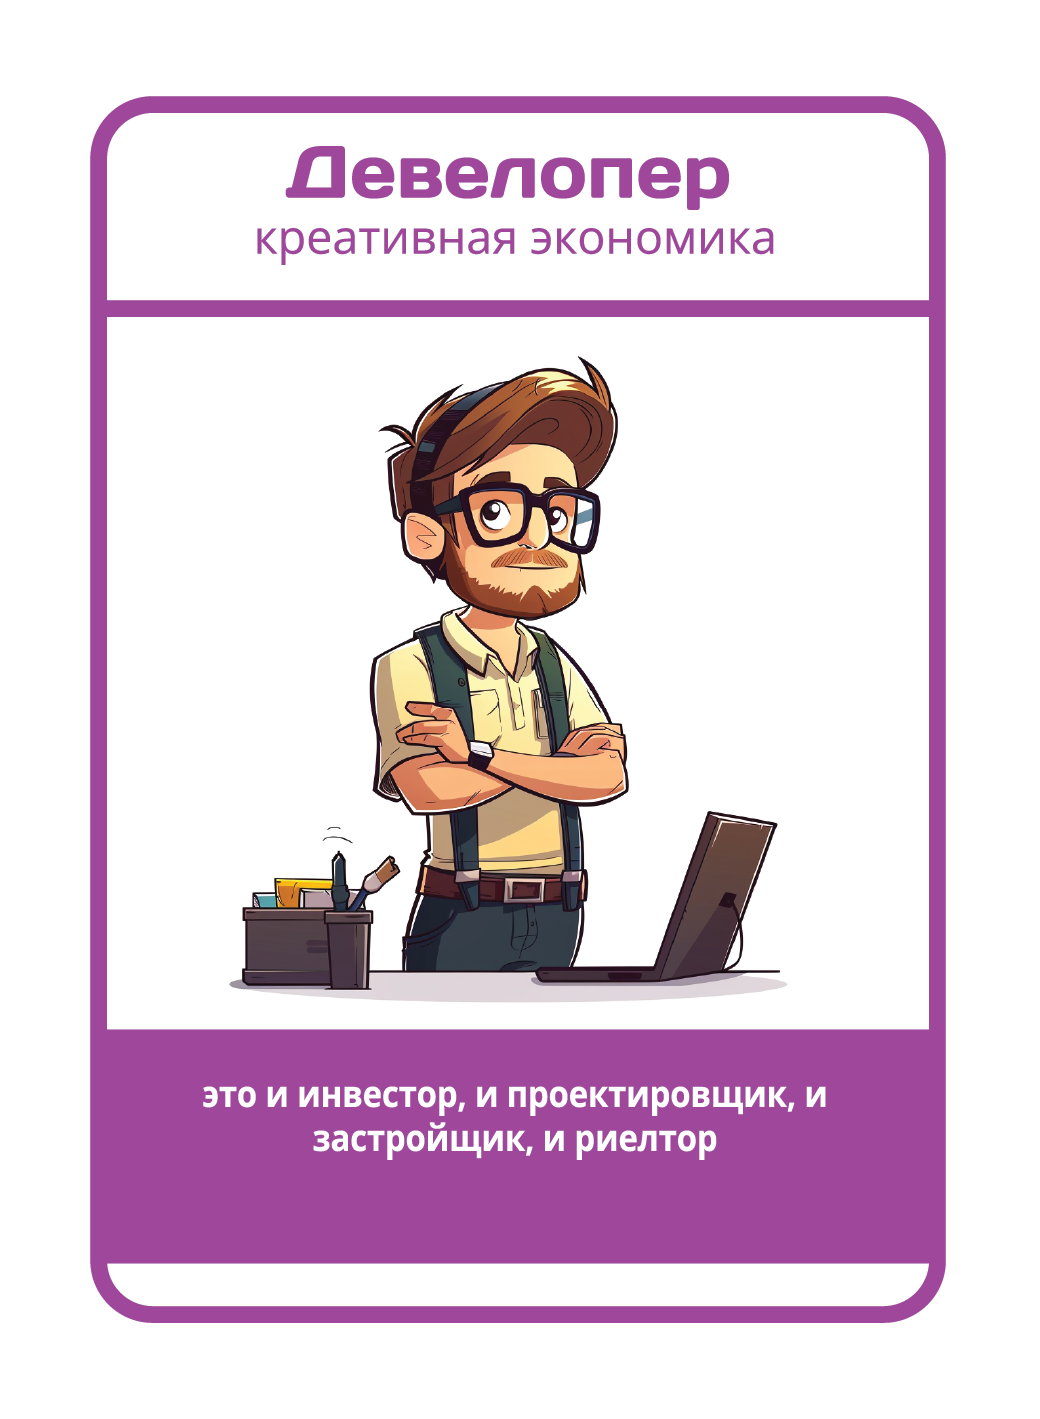 Девелопер
креативная экономика
это и инвестор, и проектировщик, и
застройщик, и риелтор